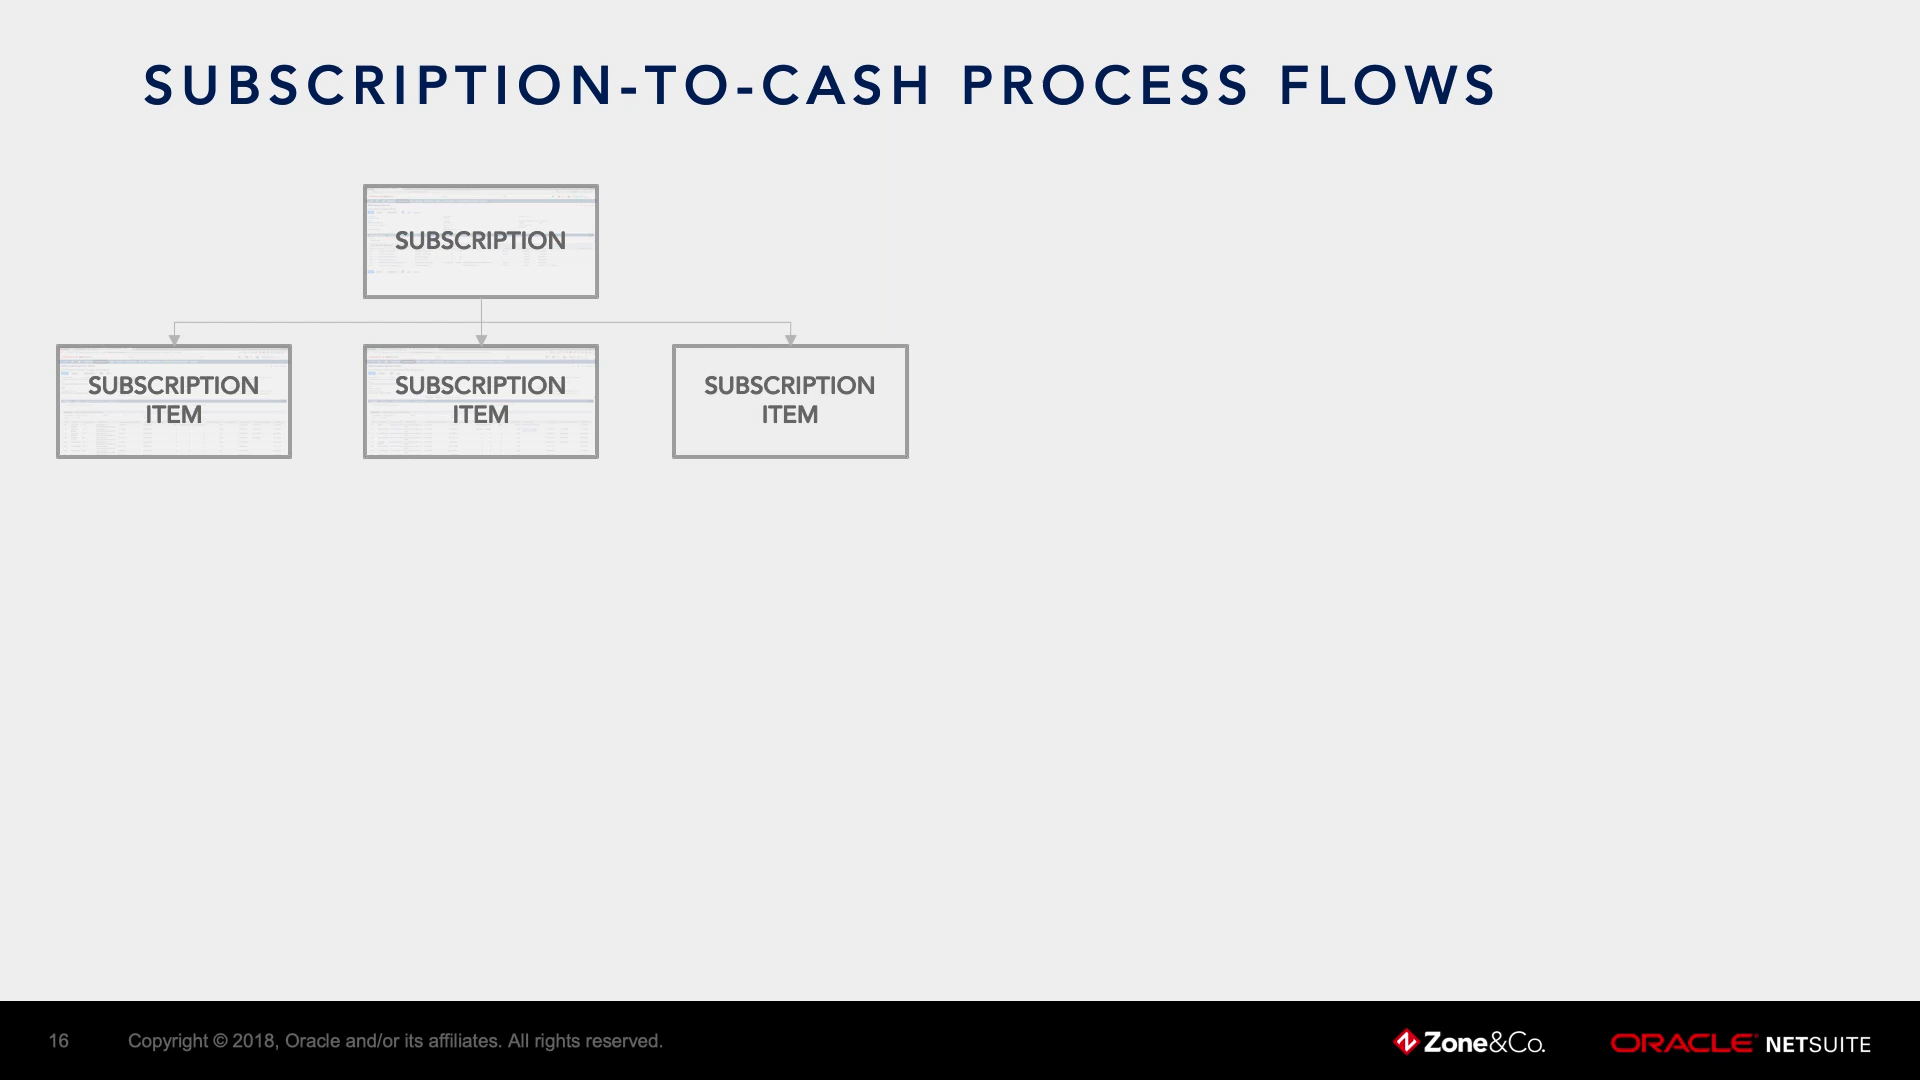 SUBSCRIPTION-TO-CASH PROCESS FLOWS
SUBSCRIPTION
SUBSCRIPTION
ITEM
SUBSCRIPTION
ITEM
SUBSCRIPTION
ITEM
16
Copyright © 2018, Oracle and/or its affiliates. All rights reserved.
Zone&Co.
ORACLE NETSUITE